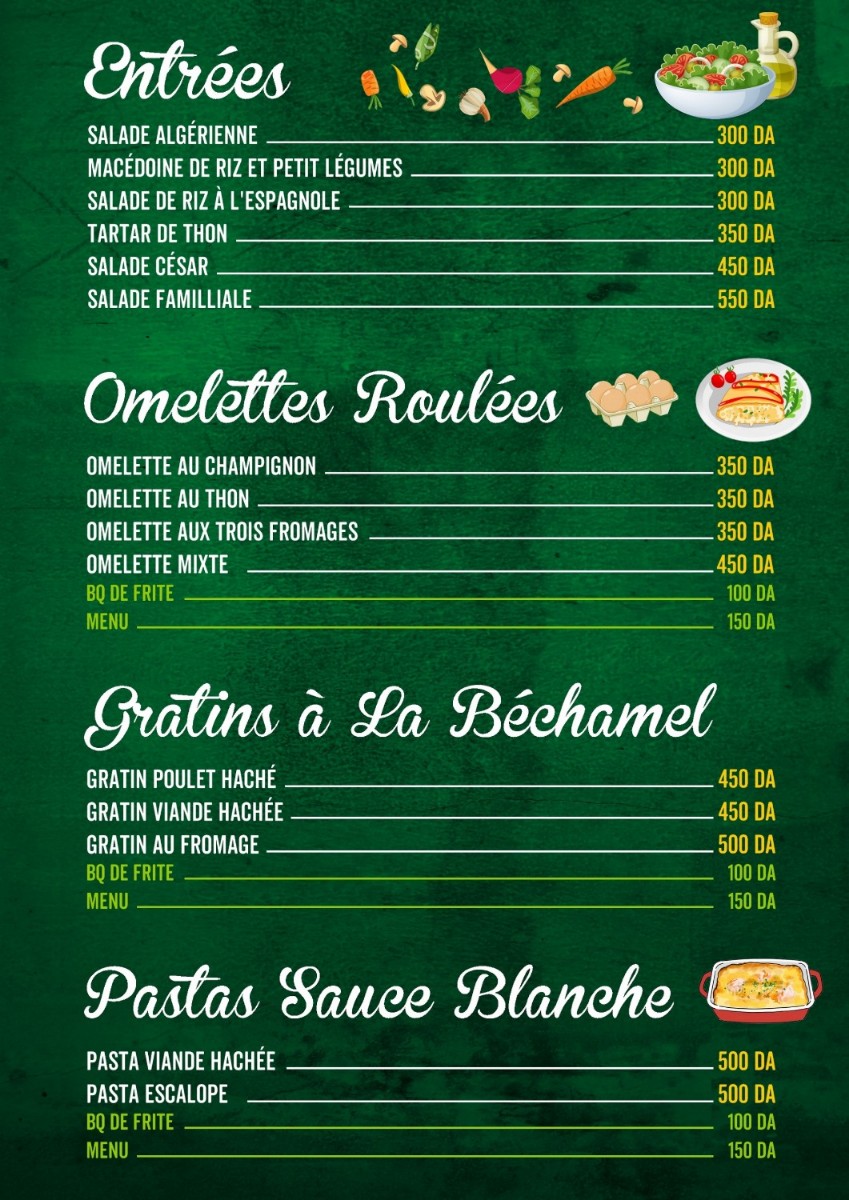 Entrées
SALADE ALGÉRIENNE 300 DA
MACÉDOINE DE RIZ ET PETIT LÉGUMES 300 DA
SALADE DE RIZ À L'ESPAGNOLE 300 DA
TARTAR DE THON 350 DA
SALADE CÉSAR 450 DA
SALADE FAMILLIALE 550 DA
Omelettes Roulées
OMELETTE AU CHAMPIGNON 350 DA
OMELETTE AU THON 350 DA
OMELETTE AUX TROIS FROMAGES 350 DA
OMELETTE MIXTE 450 DA
BQ DE FRITE 100 DA
MENU 150 DA
Gratins à La Béchamel
GRATIN POULET HACHÉ 450 DA
GRATIN VIANDE HACHÉE 450 DA
GRATIN AU FROMAGE 500 DA
BQ DE FRITE 100 DA
MENU 150 DA
Pastas Sauce Blanche
PASTA VIANDE HACHÉE 500 DA
PASTA ESCALOPE 500 DA
BQ DE FRITE 100 DA
MENU 150 DA